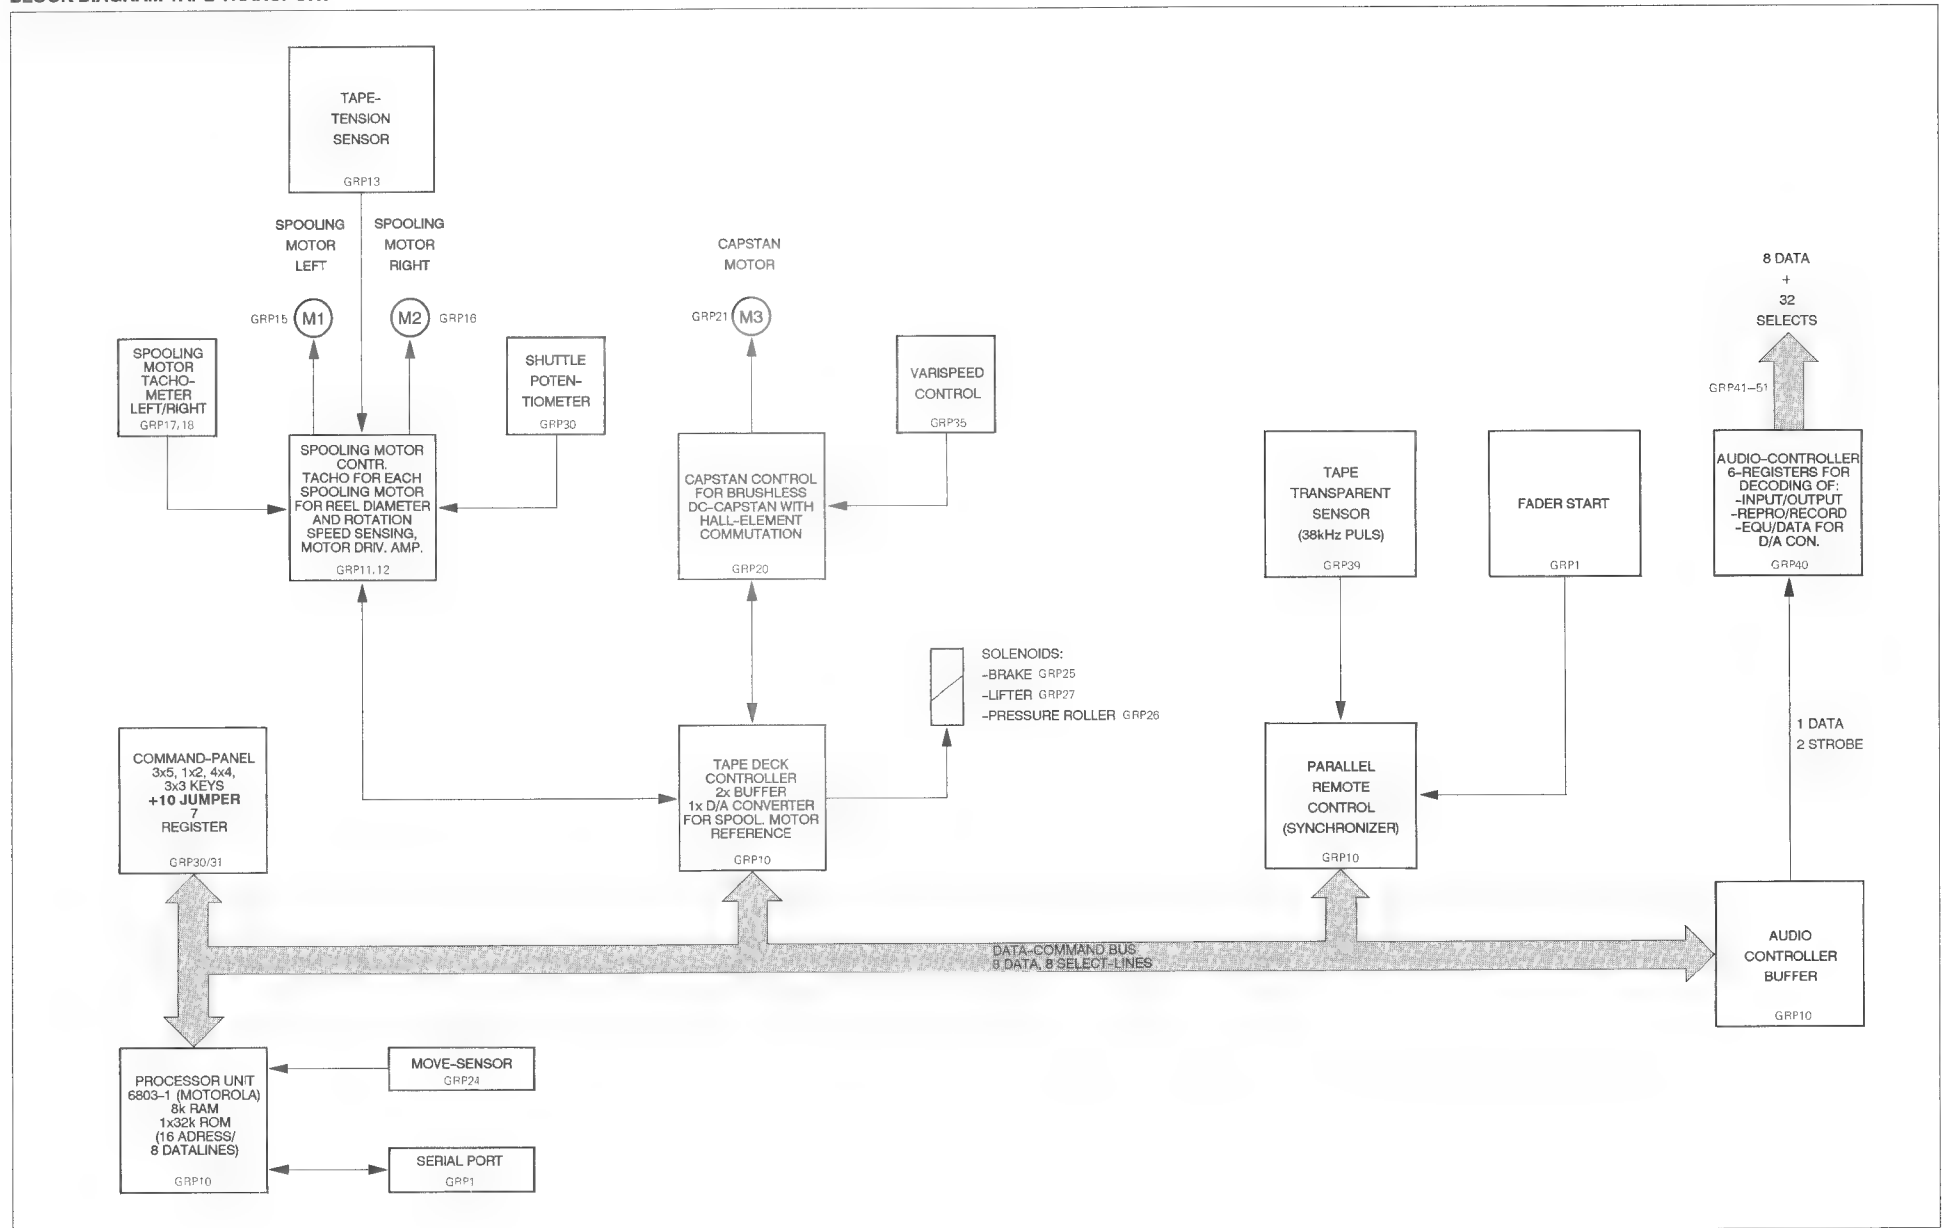 TAPE-
TENSION
SENSOR
GRP13
SPOOLING
MOTOR
LEFT
SPOOLING
MOTOR
RIGHT
CAPSTAN
MOTOR
8 DATA
+
32
SELECTS
GRP15
M1
M2
GRP16
GRP21
M3
SPOOLING
MOTOR
TACHO-
METER
LEFT/RIGHT
GRP17,18
SHUTTLE
POTEN-
TIOMETER
GRP30
VARISPEED
CONTROL
GRP35
GRP41-51
SPOOLING MOTOR
CONTR.
TACHO FOR EACH
SPOOLING MOTOR
FOR REEL DIAMETER
AND ROTATION
SPEED SENSING,
MOTOR DRIV. AMP.
GRP11,12
CAPSTAN CONTROL
FOR BRUSHLESS
DC-CAPSTAN WITH
HALL-ELEMENT
COMMUTATION
GRP20
TAPE
TRANSPARENT
SENSOR
(38kHz PULS)
GRP39
FADER START
GRP1
AUDIO-CONTROLLER
6-REGISTERS FOR
DECODING OF:
-INPUT/OUTPUT
-REPRO/RECORD
-EQU/DATA FOR
D/A CON.
GRP40
SOLENOIDS:
-BRAKE GRP25
-LIFTER GRP27
-PRESSURE ROLLER GRP26
COMMAND-PANEL
3x5, 1x2, 4x4,
3x3 KEYS
+10 JUMPER
7
REGISTER
GRP30/31
TAPE DECK
CONTROLLER
2x BUFFER
1x D/A CONVERTER
FOR SPOOL. MOTOR
REFERENCE
GRP10
PARALLEL
REMOTE
CONTROL
(SYNCHRONIZER)
GRP10
1 DATA
2 STROBE
DATA-COMMAND BUS
8 DATA, 8 SELECT-LINES
AUDIO
CONTROLLER
BUFFER
GRP10
PROCESSOR UNIT
6803-1 (MOTOROLA)
8k RAM
1x32k ROM
(16 ADRESS/
8 DATALINES)
GRP10
MOVE-SENSOR
GRP24
SERIAL PORT
GRP1